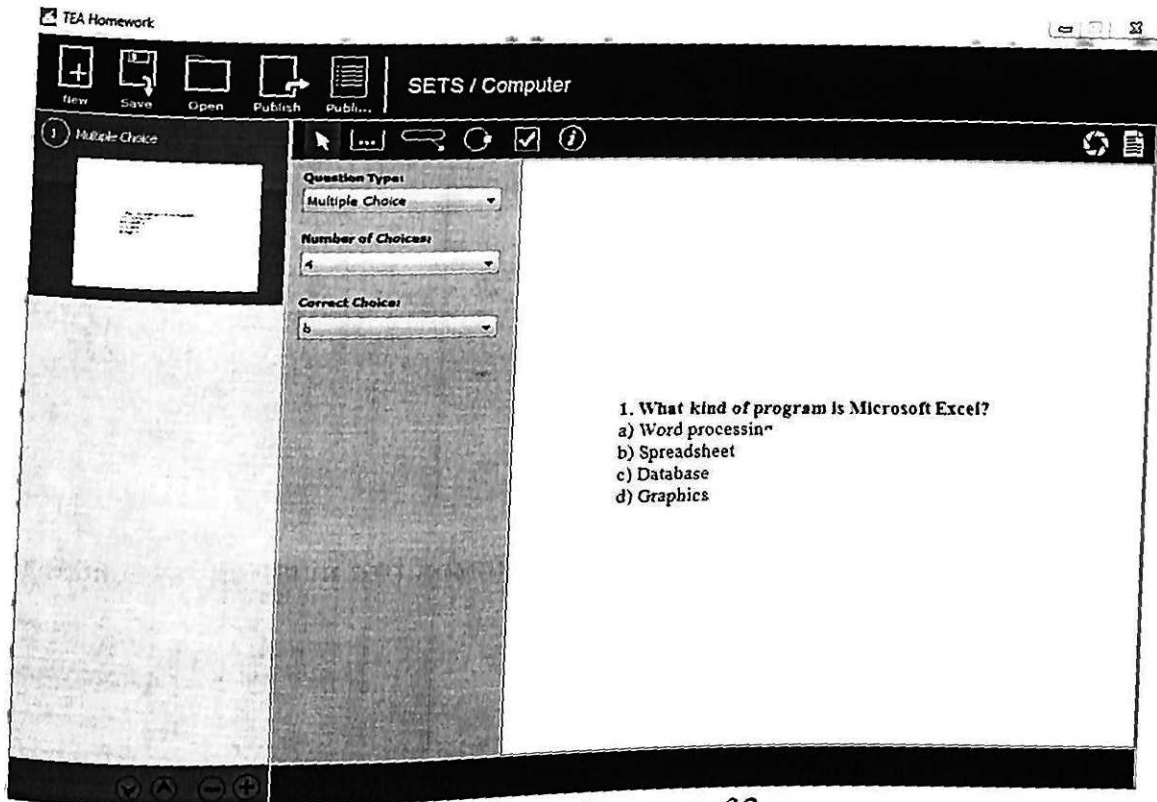 TEA Homework
New Save Open Publish Publi...
SETS / Computer
1 Multiple Choice
Question Type:
Multiple Choice
Number of Choices:
4
Correct Choice:
b
1. What kind of program is Microsoft Excel?
a) Word processin
b) Spreadsheet
c) Database
d) Graphics